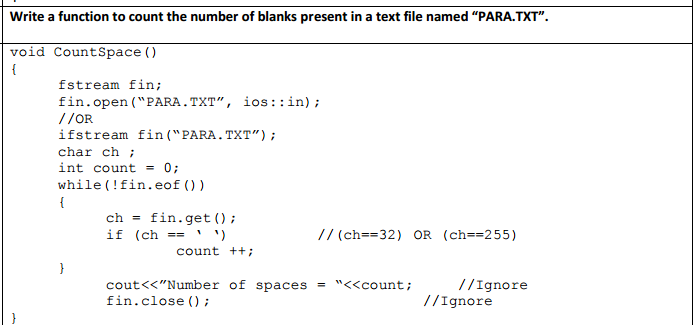 Write a function to count the number of blanks present in a text file named “PARA.TXT”.
void CountSpace()
{
fstream fin;
fin.open(“PARA.TXT”, ios::in);
//OR
ifstream fin(“PARA.TXT”);
char ch ;
int count = 0;
while(!fin.eof())
{
ch = fin.get();
if (ch == ‘ ‘) //(ch==32) OR (ch==255)
count ++;
}
cout<<”Number of spaces = “<<count; //Ignore
fin.close(); //Ignore
}